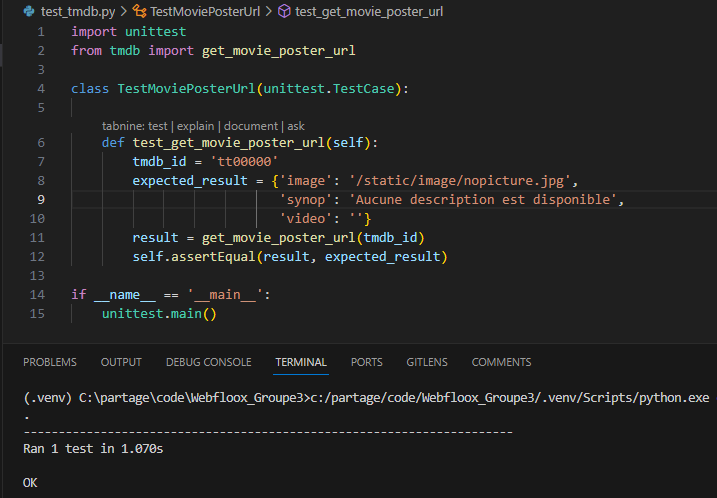 test_tmdb.py > TestMoviePosterUrl > test_get_movie_poster_url
1 import unittest
2 from tmdb import get_movie_poster_url
3
4 class TestMoviePosterUrl(unittest.TestCase):
5
tabnine: test | explain | document | ask
6 def test_get_movie_poster_url(self):
7 tmdb_id = 'tt00000'
8 expected_result = {'image': '/static/image/nopicture.jpg',
9 'synop': 'Aucune description est disponible',
10 'video': ''}
11 result = get_movie_poster_url(tmdb_id)
12 self.assertEqual(result, expected_result)
13
14 if __name__ == '__main__':
15 unittest.main()
PROBLEMS OUTPUT DEBUG CONSOLE TERMINAL PORTS GITLENS COMMENTS
(.venv) C:\partage\code\Webfloox_Groupe3>c:/partage/code/Webfloox_Groupe3/.venv/Scripts/python.exe
.
----------------------------------------------------------------------
Ran 1 test in 1.070s
OK